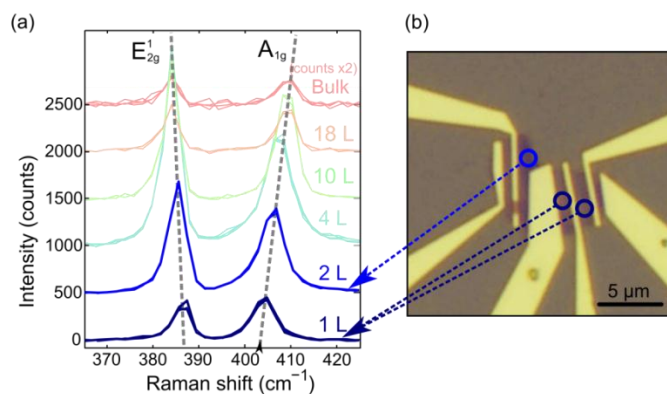 (a)
(b)
E¹₂g
A₁g
(counts x2)
Bulk
18 L
10 L
4 L
2 L
1 L
2500
2000
1500
1000
500
0
Intensity (counts)
370 380 390 400 410 420
Raman shift (cm⁻¹)
5 µm